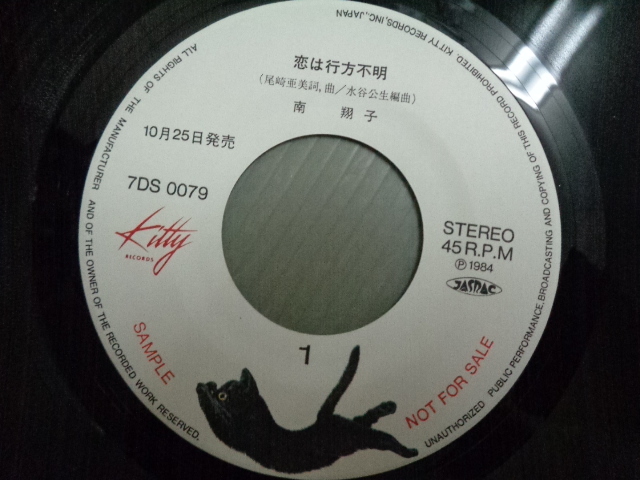 恋は行方不明
(尾崎亜美詞,曲/水谷公生編曲)
南 翔子
10月25日発売
7DS 0079
Kitty
RECORDS
STEREO
45 R.P.M
Ⓟ1984
JASRAC
1
SAMPLE
NOT FOR SALE
ALL RIGHTS OF THE MANUFACTURER AND OF THE OWNER OF THE RECORDED WORK RESERVED.
UNAUTHORIZED PUBLIC PERFORMANCE,BROADCASTING AND COPYING OF THIS RECORD PROHIBITED. KITTY RECORDS,INC,JAPAN